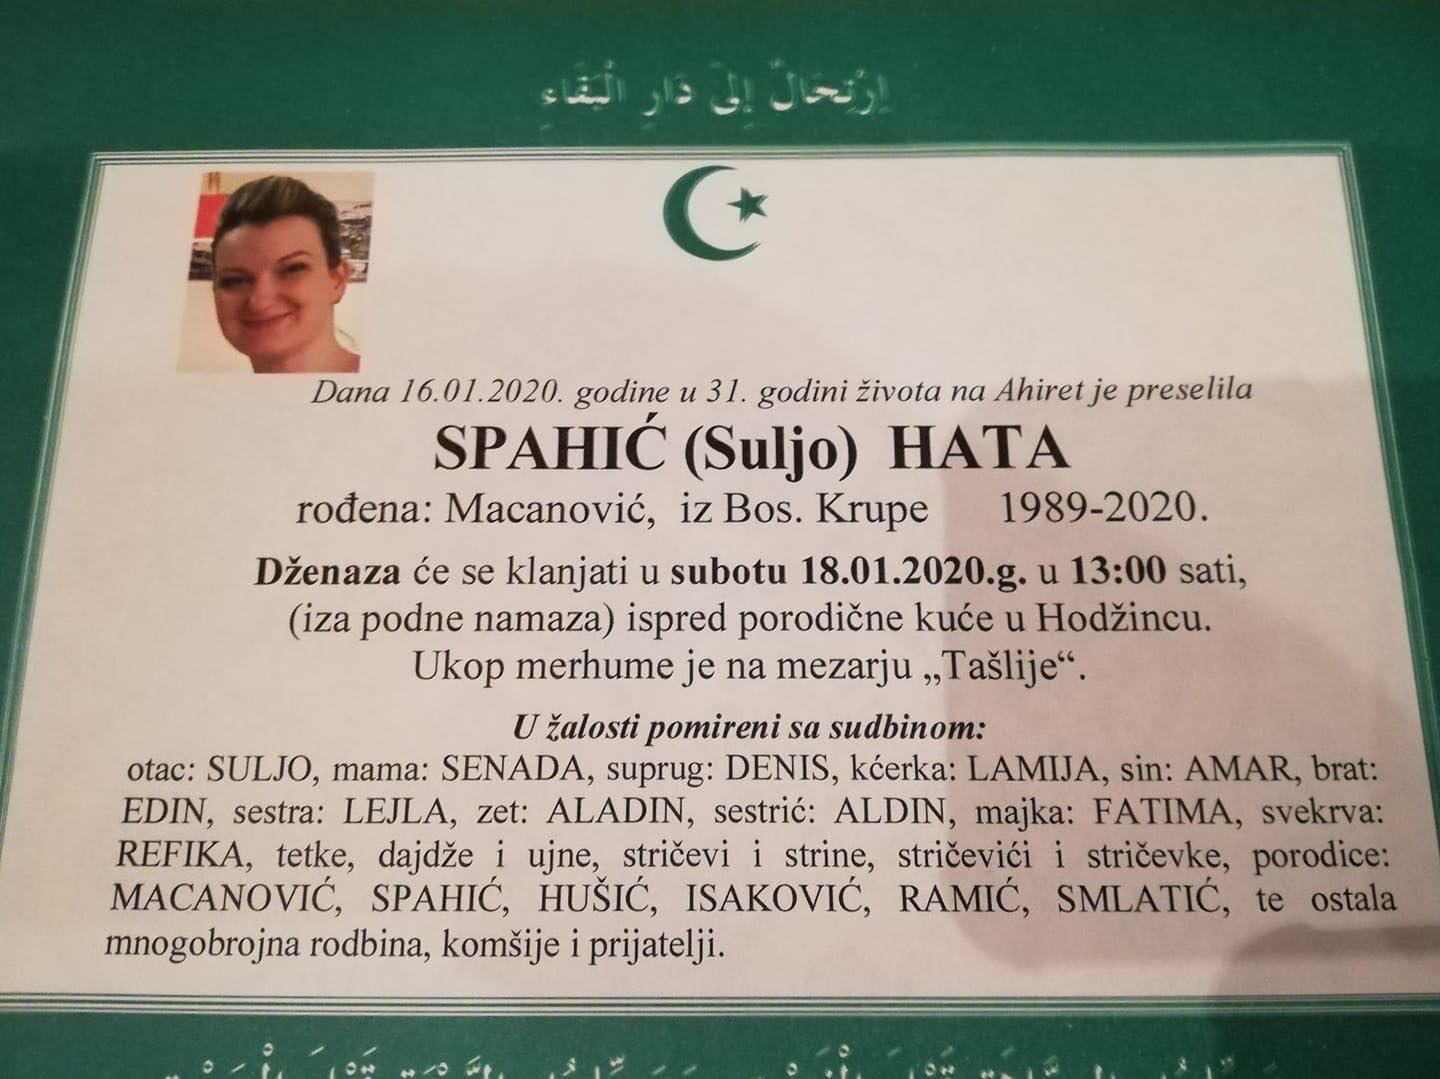 اِرْتِحَالٌ اِلَى دَارِ الْبَقَاءِ
Dana 16.01.2020. godine u 31. godini života na Ahiret je preselila
SPAHIĆ (Suljo) HATA
rođena: Macanović, iz Bos. Krupe 1989-2020.
Dženaza će se klanjati u subotu 18.01.2020.g. u 13:00 sati,
(iza podne namaza) ispred porodične kuće u Hodžincu.
Ukop merhume je na mezarju „Tašlije“.
U žalosti pomireni sa sudbinom:
otac: SULJO, mama: SENADA, suprug: DENIS, kćerka: LAMIJA, sin: AMAR, brat:
EDIN, sestra: LEJLA, zet: ALADIN, sestrić: ALDIN, majka: FATIMA, svekrva:
REFIKA, tetke, dajdže i ujne, stričevi i strine, stričevići i stričevke, porodice:
MACANOVIĆ, SPAHIĆ, HUŠIĆ, ISAKOVIĆ, RAMIĆ, SMLATIĆ, te ostala
mnogobrojna rodbina, komšije i prijatelji.